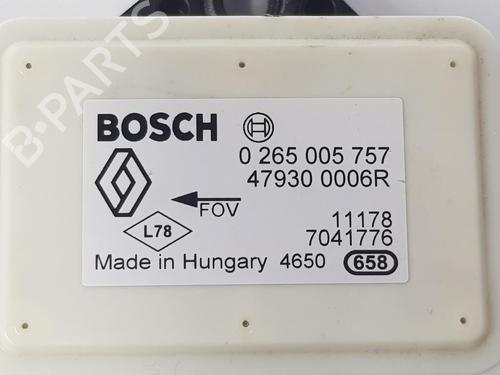 B-PARTS
BOSCH
0 265 005 757
47930 0006R
FOV
11178
L78
7041776
Made in Hungary 4650 658